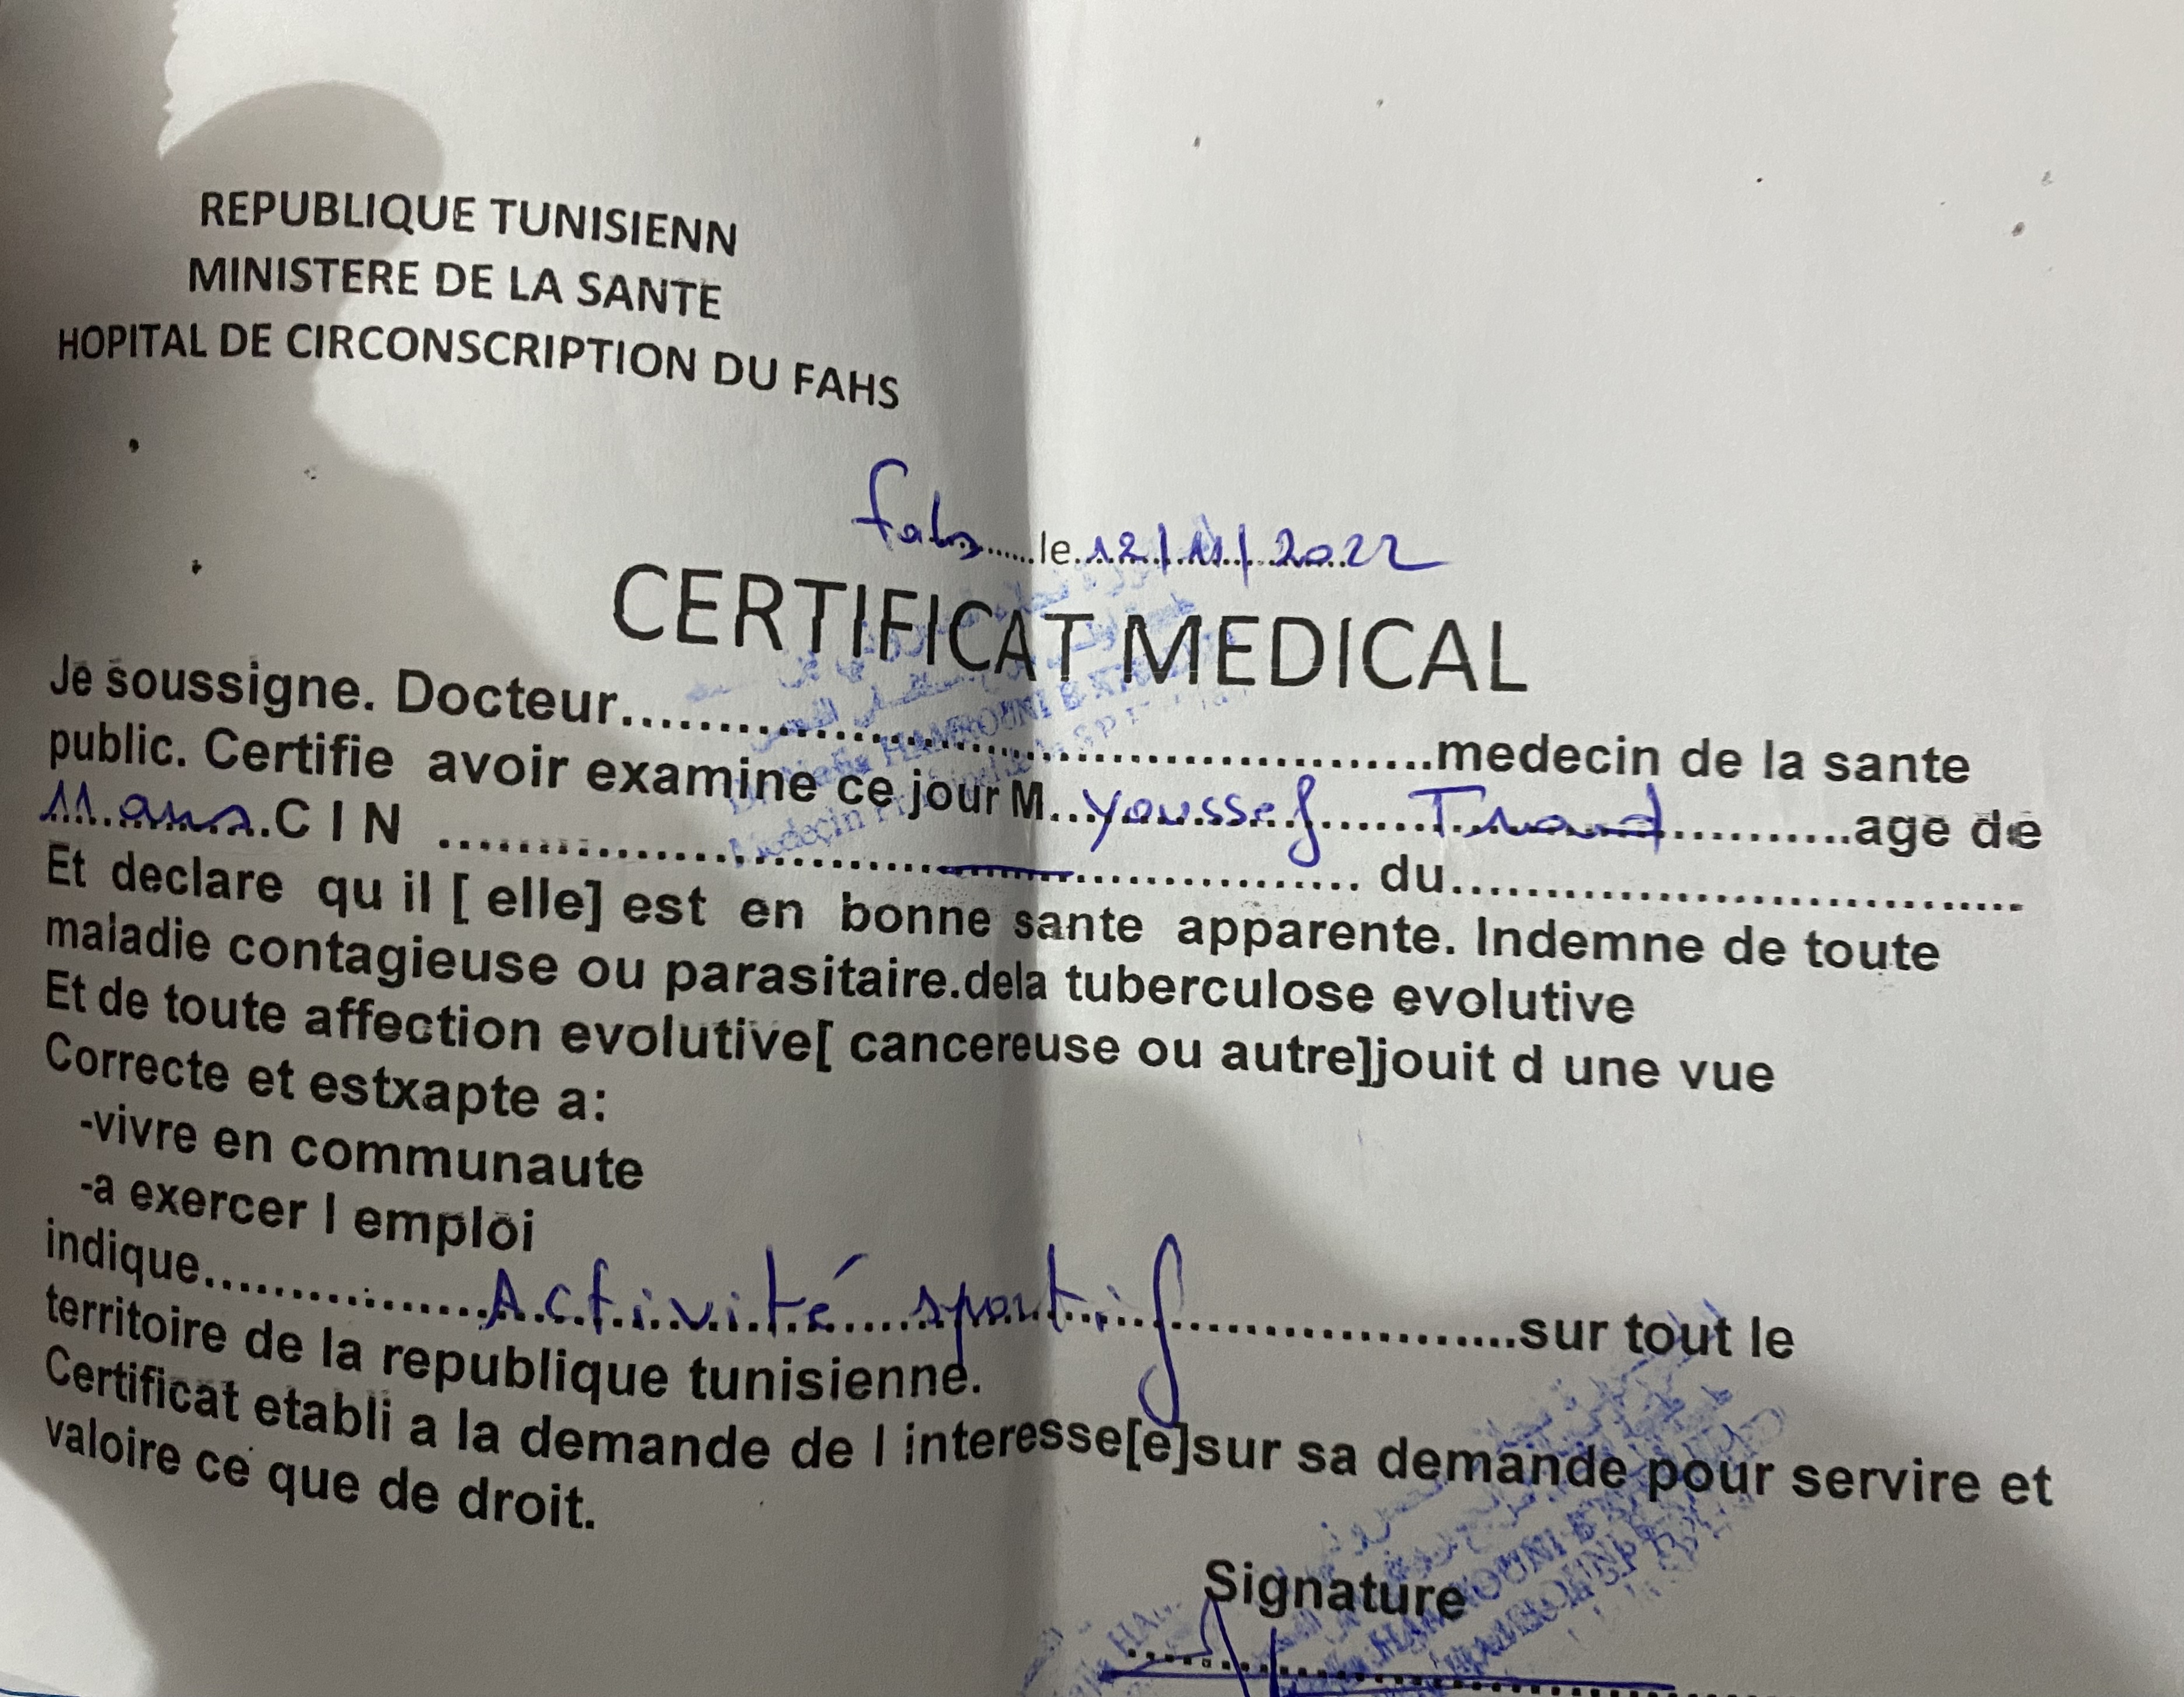 REPUBLIQUE TUNISIENN
MINISTERE DE LA SANTE
HOPITAL DE CIRCONSCRIPTION DU FAHS
fahs......le.12/11/2022
CERTIFICAT MEDICAL
Je soussigne. Docteur................................................medecin de la sante
HAMROUNI
public. Certifie avoir examine ce jour M...Youssef ....................age de
Medecin
11 ans.C I N ........................................................ du....................................
Et declare qu il [ elle] est en bonne sante apparente. Indemne de toute
maladie contagieuse ou parasitaire.dela tuberculose evolutive
Et de toute affection evolutive[ cancereuse ou autre]jouit d une vue
Correcte et estxapte a:
-vivre en communaute
-a exercer l emploi
indique...............Activité sportif....................sur tout le
territoire de la republique tunisienne.
Certificat etabli a la demande de l interesse[e]sur sa demande pour servire et
valoire ce que de droit.
Signature
HAMROUNI